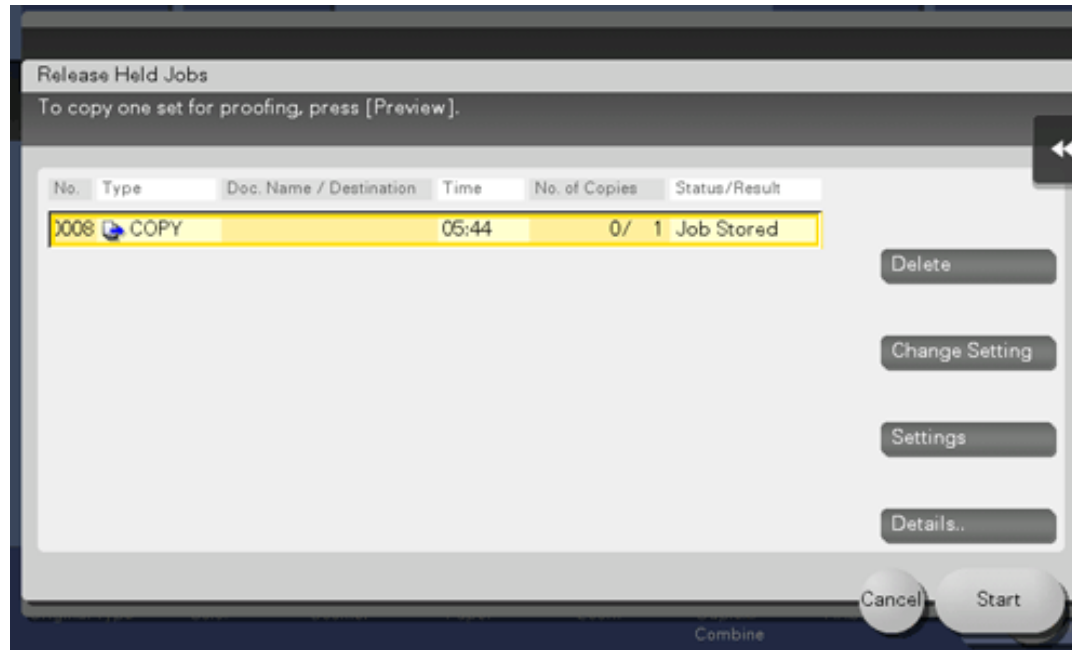 Release Held Jobs
To copy one set for proofing, press [Preview].
No. Type Doc. Name / Destination Time No. of Copies Status/Result
0008 COPY 05:44 0/ 1 Job Stored
Delete
Change Setting
Settings
Details..
Cancel Start
Combine